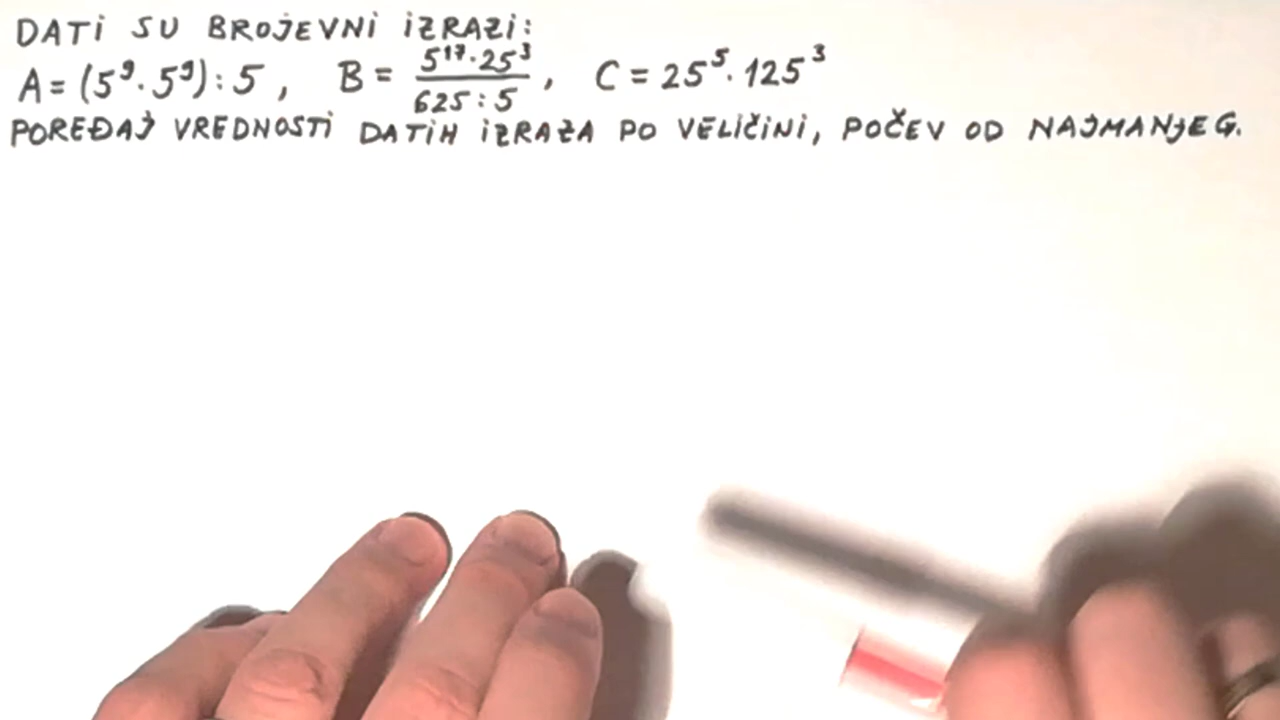 DATI SU BROJEVNI IZRAZI:
A = (5⁹·5⁹):5, B = (5¹⁷·25³)/(625:5), C = 25⁵·125³
POREĐAJ VREDNOSTI DATIH IZRAZA PO VELIČINI, POČEV OD NAJMANJEG.